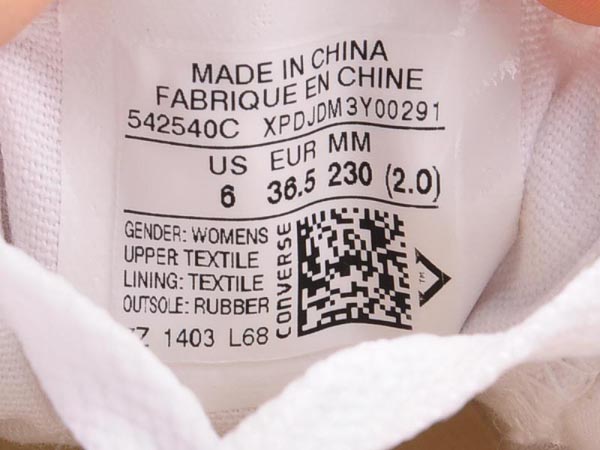 MADE IN CHINA
FABRIQUE EN CHINE
542540C XPDJDM3Y00291
US EUR MM
6 36.5 230 (2.0)
GENDER: WOMENS
UPPER TEXTILE
LINING: TEXTILE
OUTSOLE: RUBBER
1403 L68
CONVERSE
TM